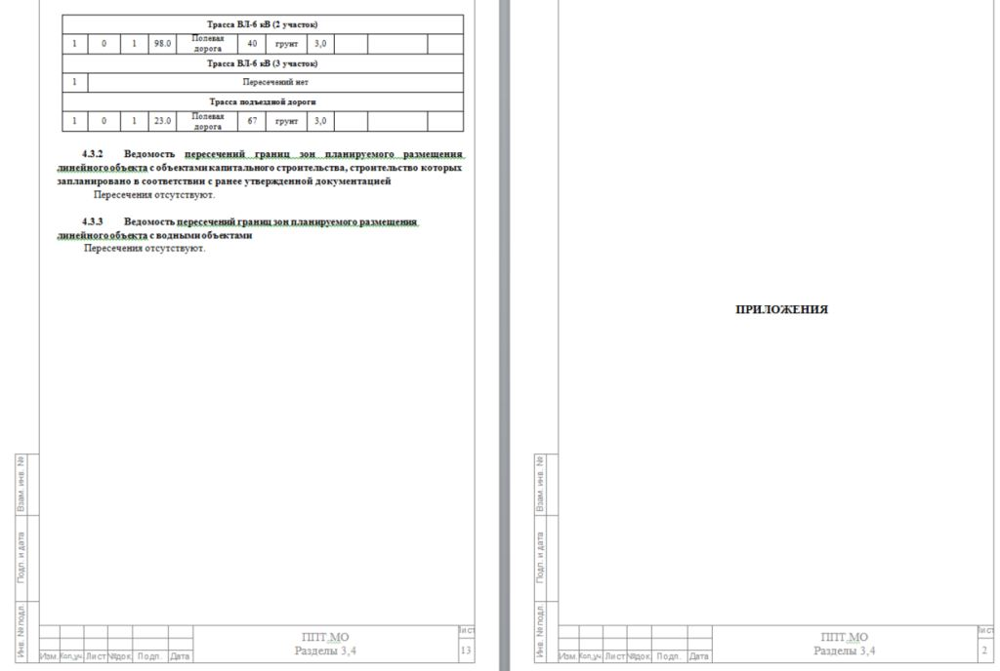 Трасса ВЛ-6 кВ (2 участок)
1 0 1 98.0 Полевая дорога 40 грунт 3,0
Трасса ВЛ-6 кВ (3 участок)
1 Пересечений нет
Трасса подъездной дороги
1 0 1 23.0 Полевая дорога 67 грунт 3,0
4.3.2 Ведомость пересечений границ зон планируемого размещения
линейного объекта с объектами капитального строительства, строительство которых
запланировано в соответствии с ранее утвержденной документацией
Пересечения отсутствуют.
4.3.3 Ведомость пересечений границ зон планируемого размещения
линейного объекта с водными объектами
Пересечения отсутствуют.
Взам. инв. №
Подп. и дата
Инв. № подл.
Изм. Кол.уч. Лист №док. Подп. Дата
ППТ.МО
Разделы 3,4
Лист
13
ПРИЛОЖЕНИЯ
Взам. инв. №
Подп. и дата
Инв. № подл.
Изм. Кол.уч. Лист №док. Подп. Дата
ППТ.МО
Разделы 3,4
Лист
2